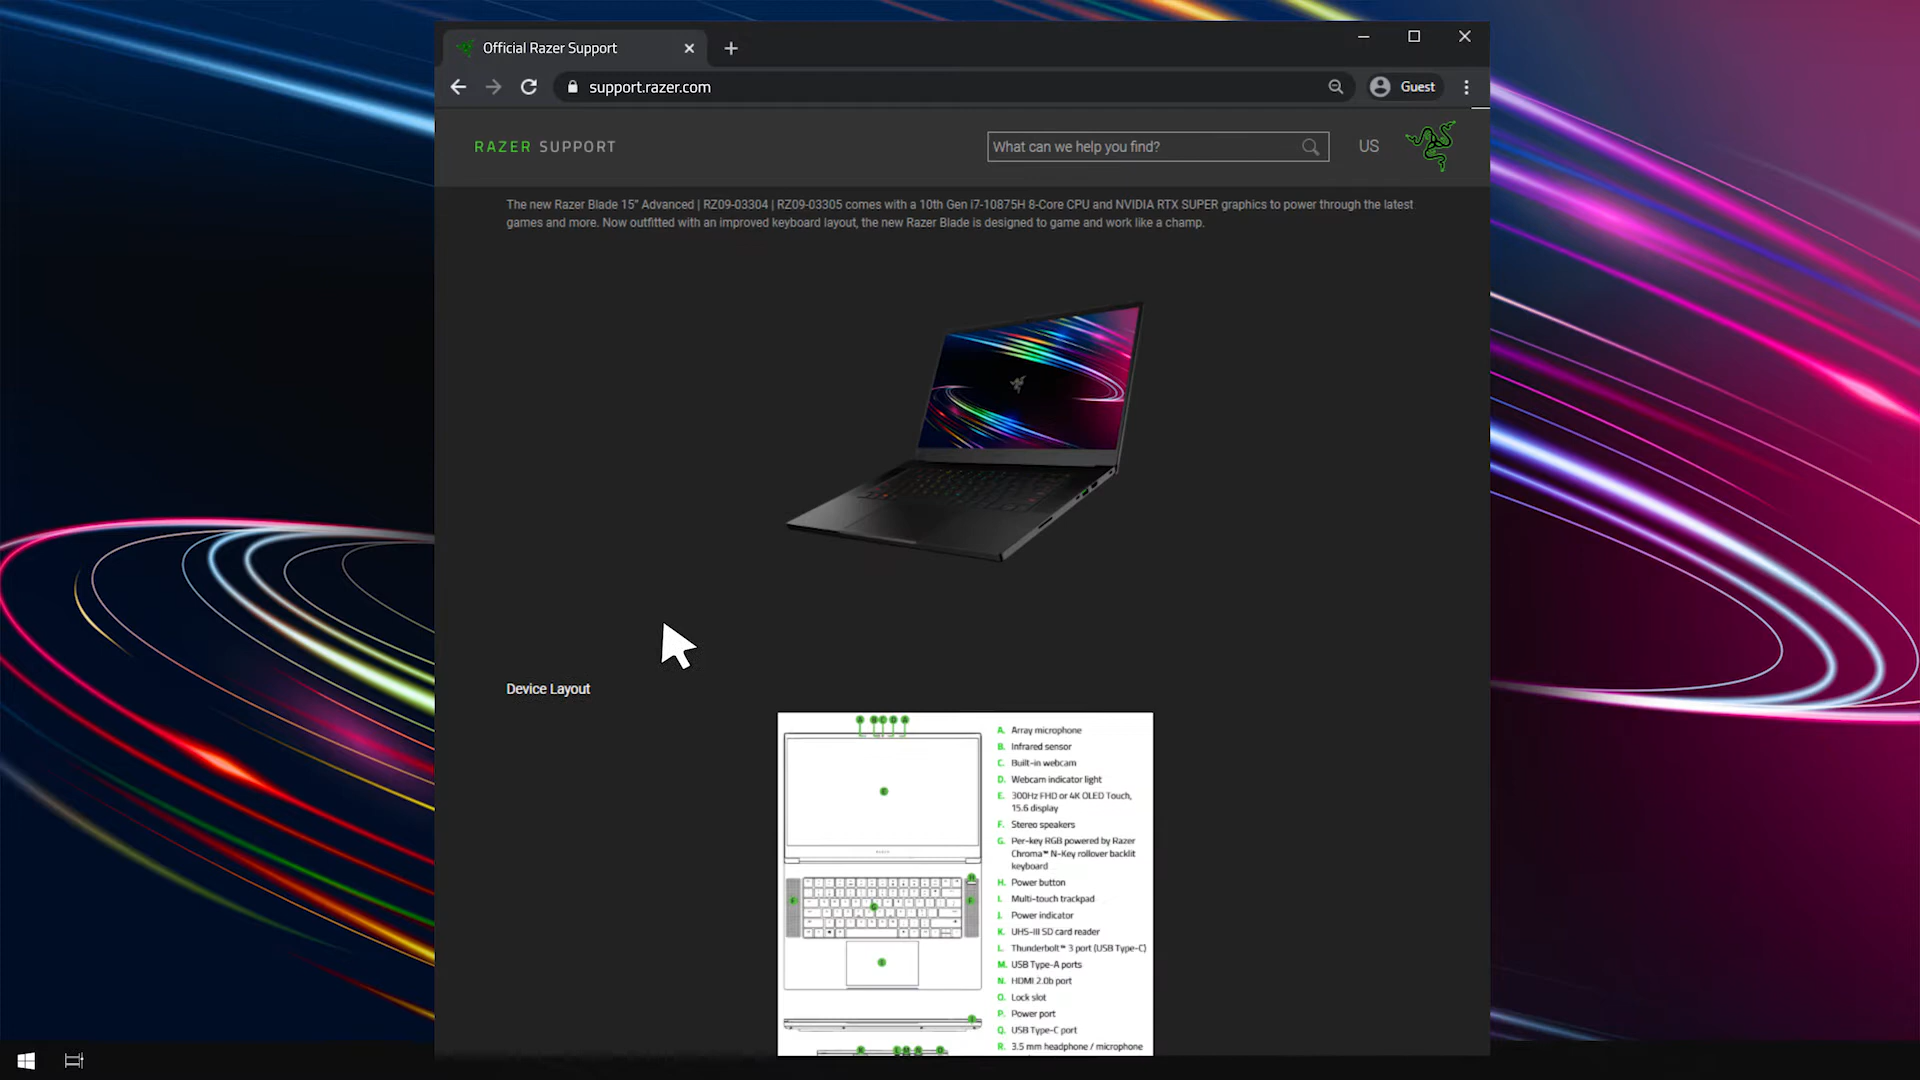 Official Razer Support
support.razer.com
Guest
RAZER SUPPORT
What can we help you find?
US
The new Razer Blade 15" Advanced | RZ09-03304 | RZ09-03305 comes with a 10th Gen i7-10875H 8-Core CPU and NVIDIA RTX SUPER graphics to power through the latest
games and more. Now outfitted with an improved keyboard layout, the new Razer Blade is designed to game and work like a champ.
Device Layout
A. Array microphone
B. Infrared sensor
C. Built-in webcam
D. Webcam indicator light
E. 300Hz FHD or 4K OLED Touch,
15.6 display
F. Stereo speakers
G. Per-key RGB powered by Razer
Chroma™ N-Key rollover backlit
keyboard
H. Power button
I. Multi-touch trackpad
J. Power indicator
K. UHS-III SD card reader
L. Thunderbolt™ 3 port (USB Type-C)
M. USB Type-A ports
N. HDMI 2.0b port
O. Lock slot
P. Power port
Q. USB Type-C port
R. 3.5 mm headphone / microphone